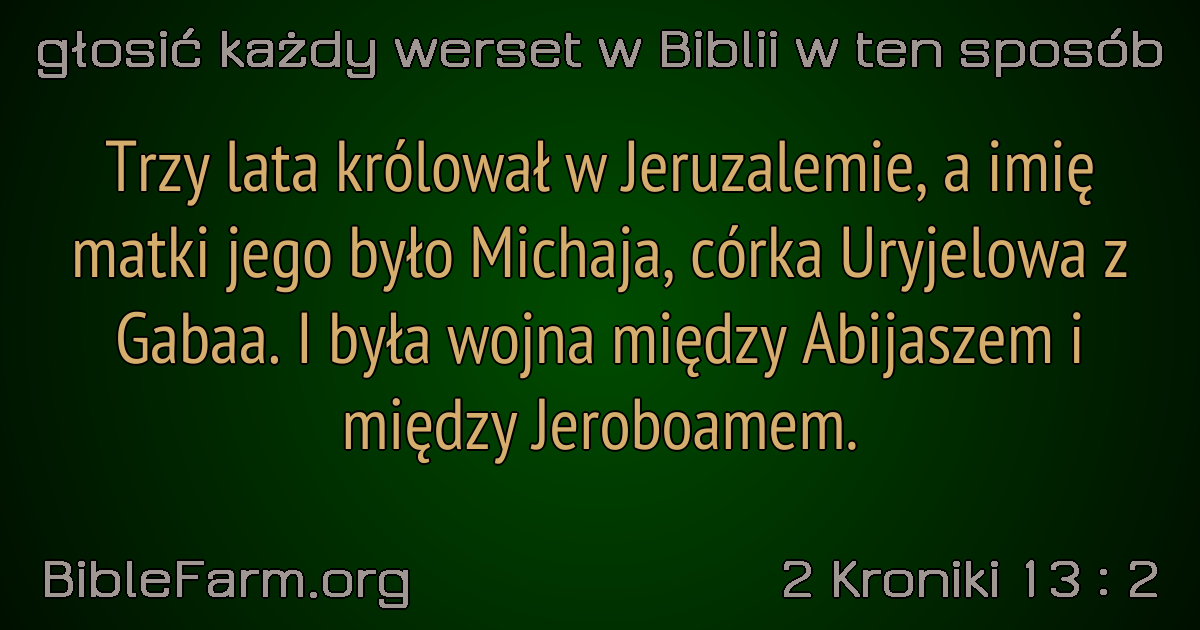 głosić każdy werset w Biblii w ten sposób
Trzy lata królował w Jeruzalemie, a imię
matki jego było Michaja, córka Uryjelowa z
Gabaa. I była wojna między Abijaszem i
między Jeroboamem.
BibleFarm.org
2 Kroniki 13 : 2